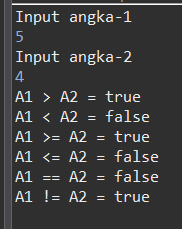 Input angka-1
5
Input angka-2
4
A1 > A2 = true
A1 < A2 = false
A1 >= A2 = true
A1 <= A2 = false
A1 == A2 = false
A1 != A2 = true